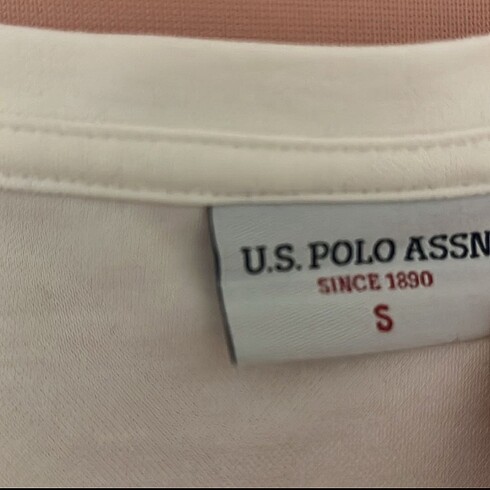 U.S. POLO ASSN
SINCE 1890
S